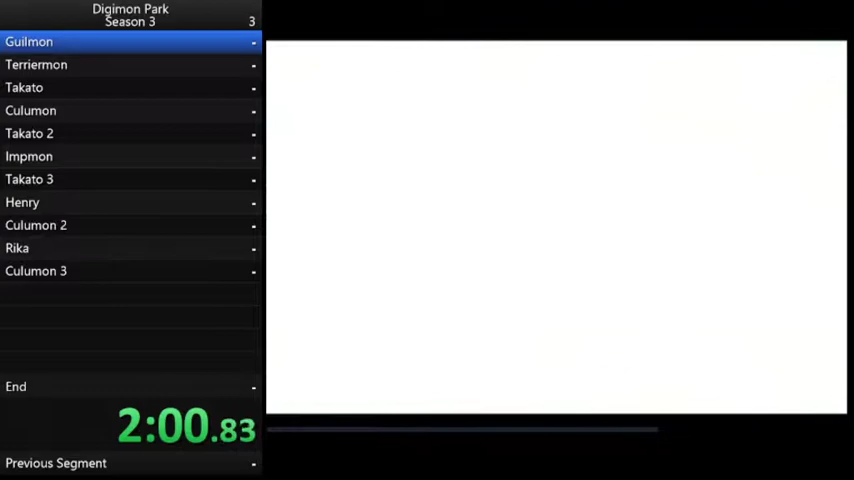 Digimon Park
Season 3 3
Guilmon -
Terriermon -
Takato -
Culumon -
Takato 2 -
Impmon -
Takato 3 -
Henry -
Culumon 2 -
Rika -
Culumon 3 -
End -
2:00.83
Previous Segment -